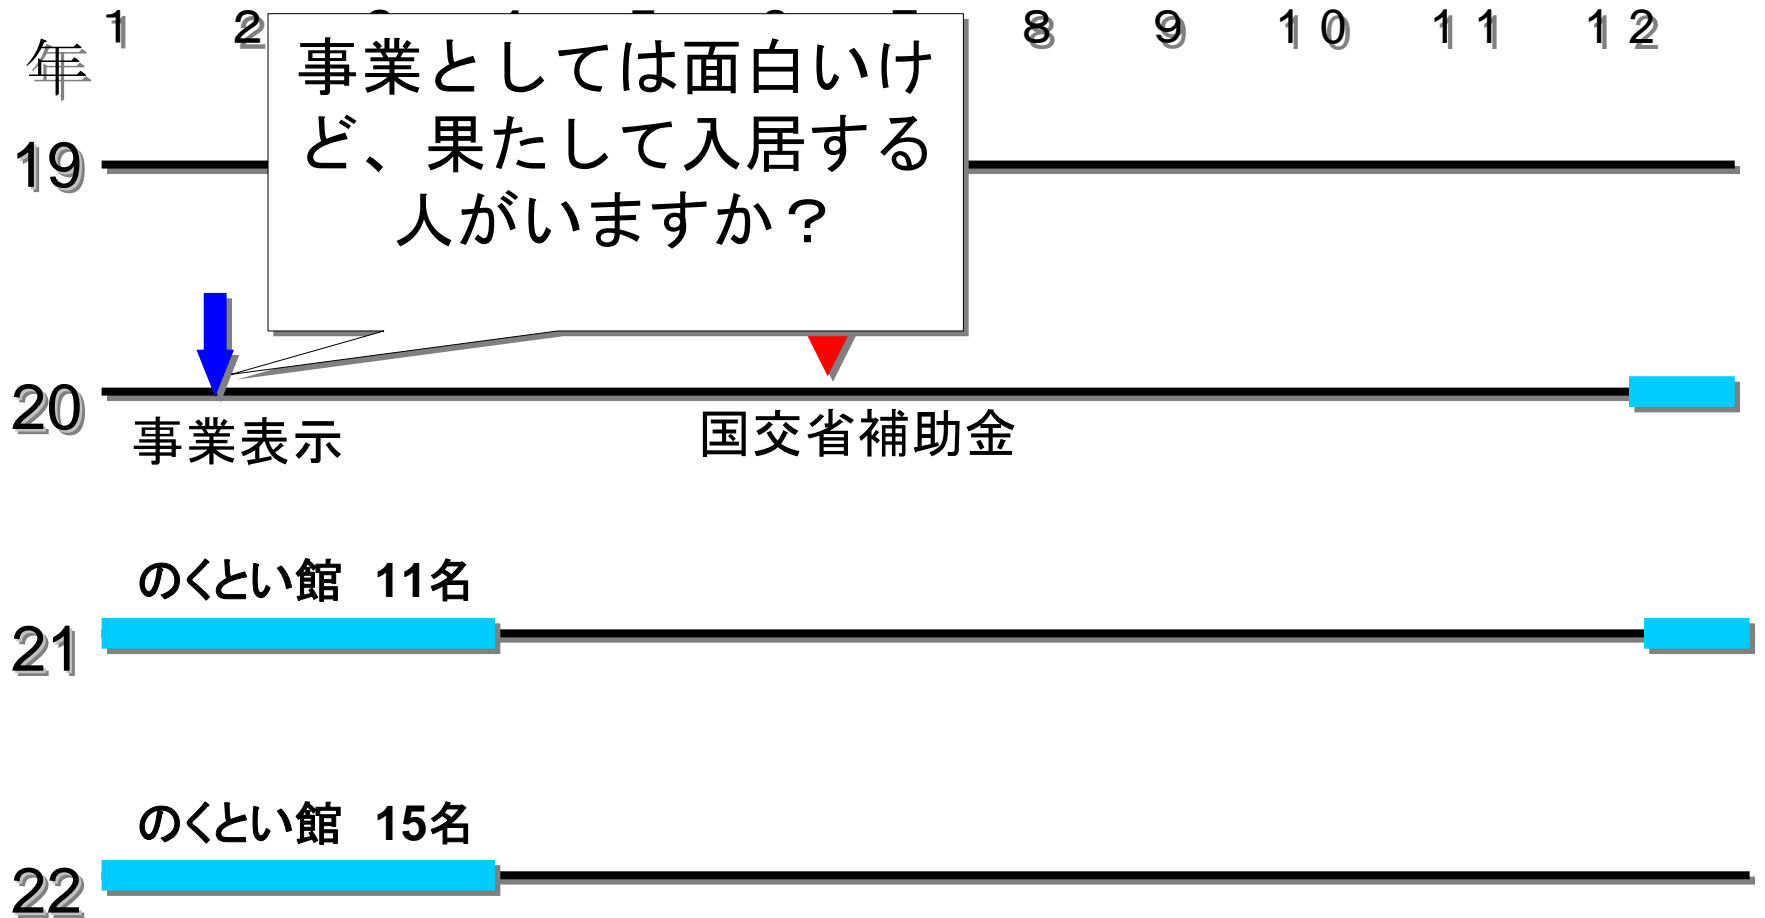 1 2 8 9 10 11 12
年
事業としては面白いけ
ど、果たして入居する
人がいますか？
19
20
事業表示 国交省補助金
のくとい館 11名
21
のくとい館 15名
22